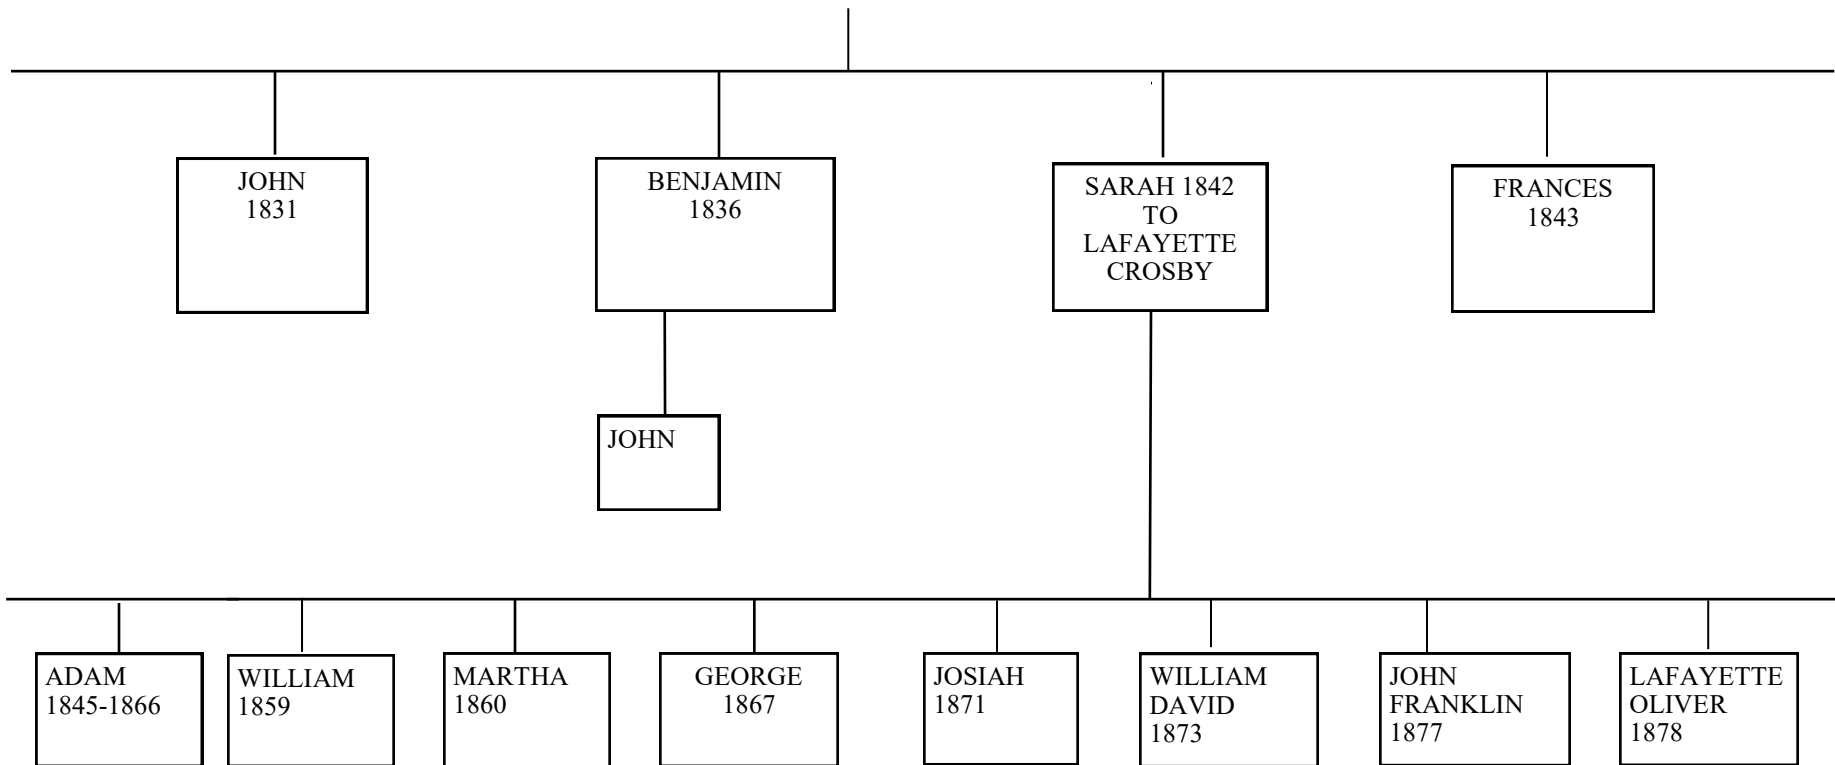 JOHN
1831
BENJAMIN
1836
SARAH 1842
TO
LAFAYETTE
CROSBY
FRANCES
1843
JOHN
ADAM
1845-1866
WILLIAM
1859
MARTHA
1860
GEORGE
1867
JOSIAH
1871
WILLIAM
DAVID
1873
JOHN
FRANKLIN
1877
LAFAYETTE
OLIVER
1878